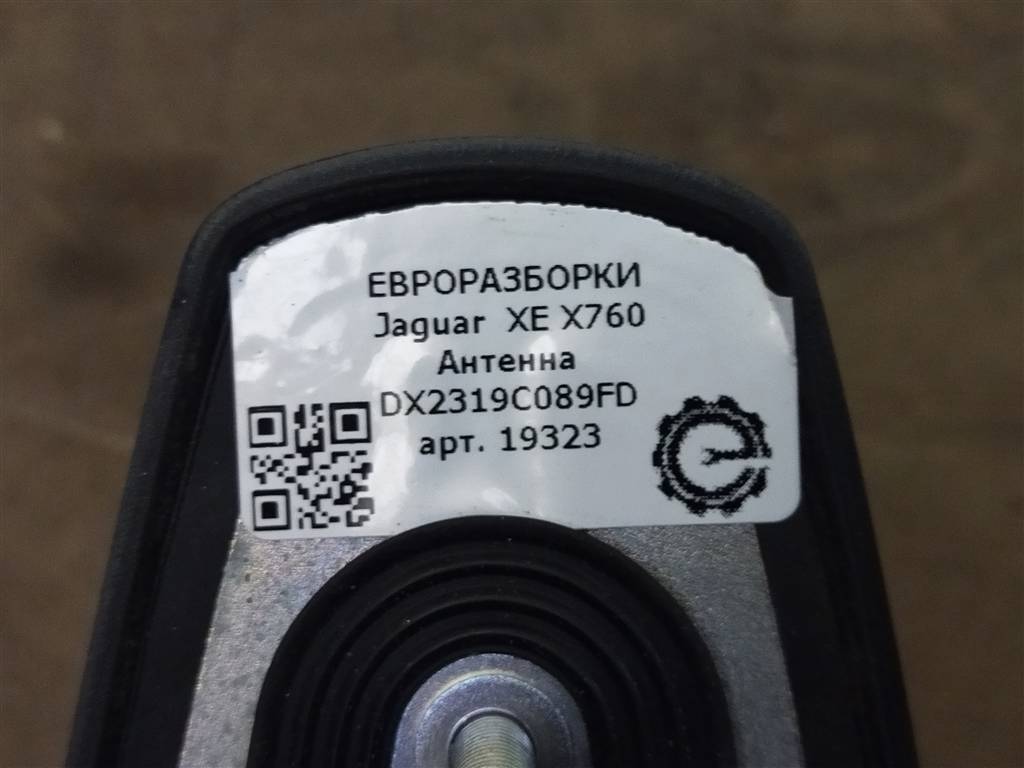 ЕВРОРАЗБОРКИ
Jaguar XE X760
Антенна
DX2319C089FD
арт. 19323